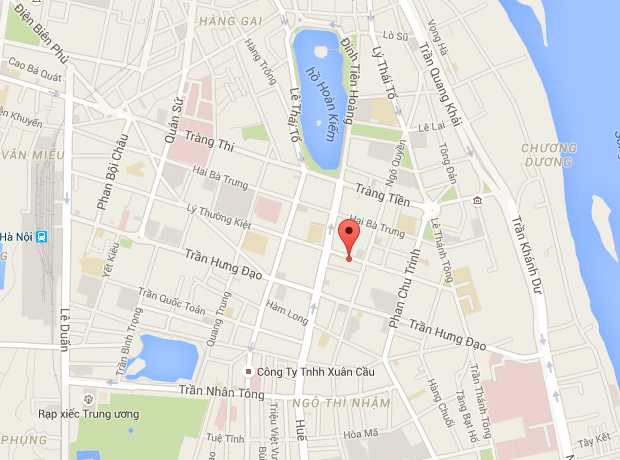 HÀNG GAI
Điện Biên Phủ
Cao Bá Quát
Hàng Trống
Lê Thái Tổ
hồ Hoàn Kiếm
Đinh Tiên Hoàng
Lý Thái Tổ
Lò Sũ
Vọng Hà
Trần Quang Khải
Lê Lai
Tông Đản
CHƯƠNG
DƯƠNG
Khuyến
VĂN MIẾU
Quán Sứ
Phan Bội Châu
Tràng Thi
Hai Bà Trưng
Ngô Quyền
Tràng Tiền
Hai Bà Trưng
Lý Thường Kiệt
Lê Thánh Tông
Trần Khánh Dư
Hà Nội
Yết Kiêu
Trần Hưng Đạo
Phan Chu Trinh
Trần Quốc Toản
Quang Trung
Hàm Long
Trần Hưng Đạo
Lê Duẩn
Trần Bình Trọng
Công Ty Tnhh Xuân Cầu
Trần Nhân Tông
NGÔ THÌ NHẬM
Hàng Chuối
Trần Thánh Tông
Tăng Bạt Hổ
Rạp xiếc Trung ương
PHỤNG
Tuệ Tĩnh
Triệu Việt Vương
Huế
Hòa Mã
Tây Kết